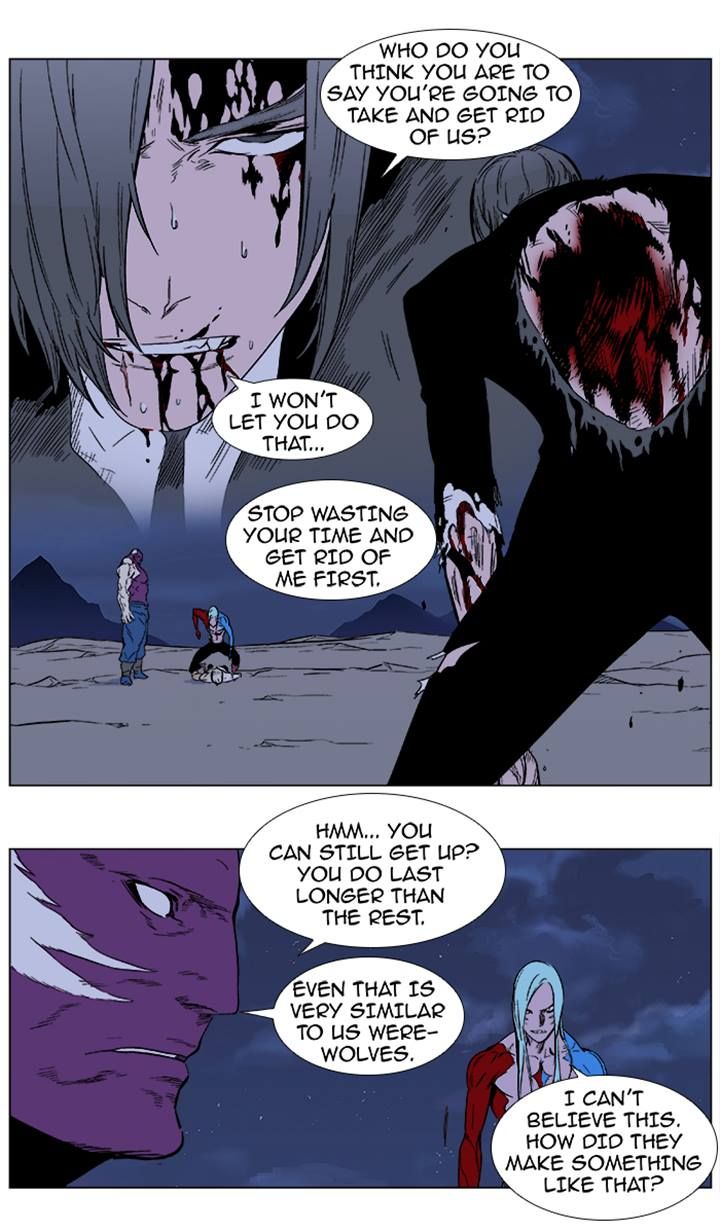 WHO DO YOU
THINK YOU ARE TO
SAY YOU'RE GOING TO
TAKE AND GET RID
OF US?
I WON'T
LET YOU DO
THAT...
STOP WASTING
YOUR TIME AND
GET RID OF
ME FIRST.
HMM... YOU
CAN STILL GET UP?
YOU DO LAST
LONGER THAN
THE REST.
EVEN THAT IS
VERY SIMILAR
TO US WERE-
WOLVES.
I CAN'T
BELIEVE THIS.
HOW DID THEY
MAKE SOMETHING
LIKE THAT?